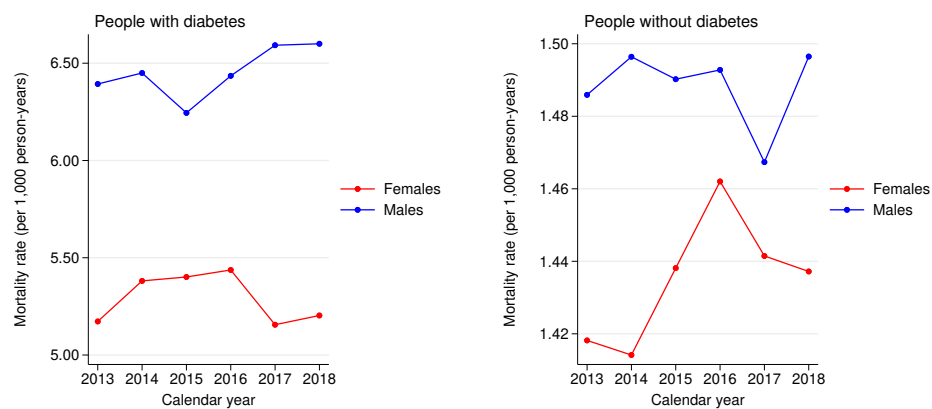 People with diabetes
Mortality rate (per 1,000 person-years)
6.50
6.00
5.50
5.00
2013 2014 2015 2016 2017 2018
Calendar year
Females
Males
People without diabetes
Mortality rate (per 1,000 person-years)
1.50
1.48
1.46
1.44
1.42
2013 2014 2015 2016 2017 2018
Calendar year
Females
Males